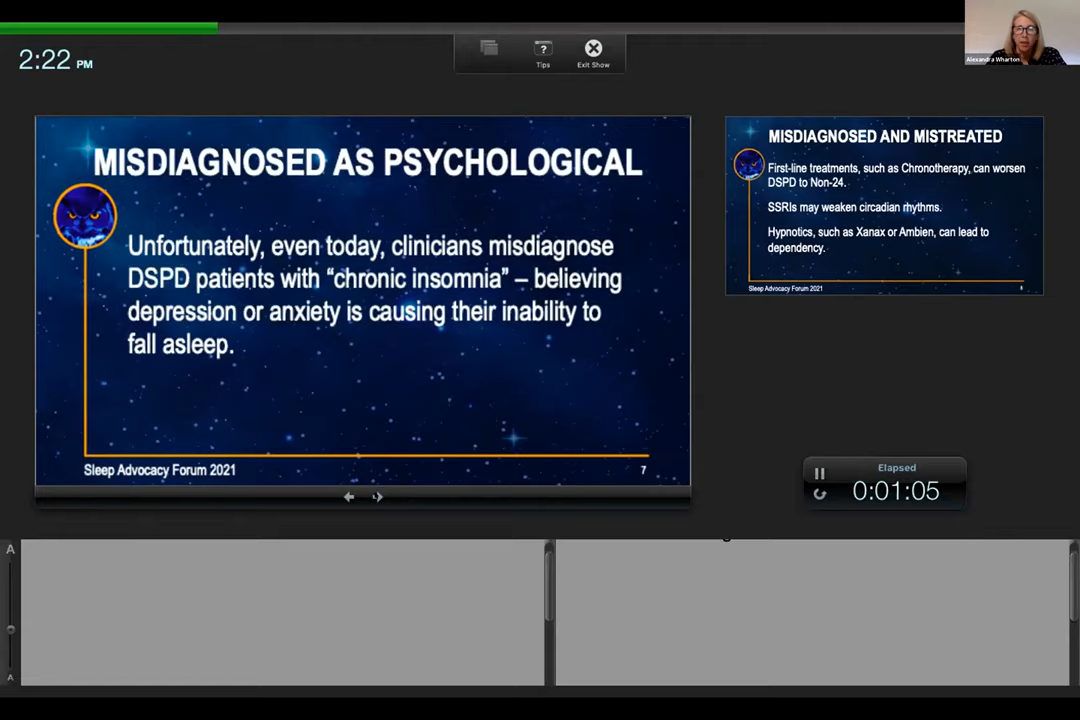 2:22 PM
Tips
Exit Show
Alexandra Wharton
MISDIAGNOSED AS PSYCHOLOGICAL
Unfortunately, even today, clinicians misdiagnose
DSPD patients with “chronic insomnia” – believing
depression or anxiety is causing their inability to
fall asleep.
Sleep Advocacy Forum 2021
7
MISDIAGNOSED AND MISTREATED
First-line treatments, such as Chronotherapy, can worsen
DSPD to Non-24.
SSRIs may weaken circadian rhythms.
Hypnotics, such as Xanax or Ambien, can lead to
dependency.
Sleep Advocacy Forum 2021
8
Elapsed
0:01:05
A
A